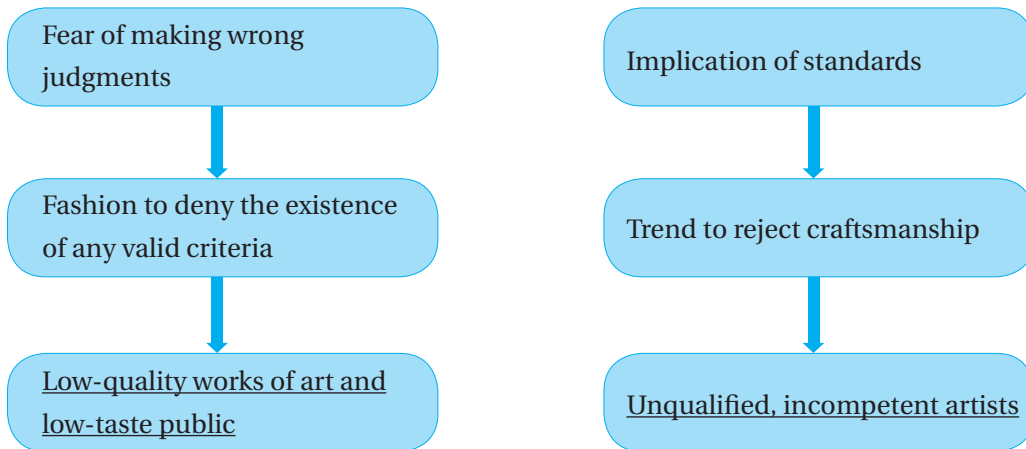 Fear of making wrong
judgments
Fashion to deny the existence
of any valid criteria
Low-quality works of art and
low-taste public
Implication of standards
Trend to reject craftsmanship
Unqualified, incompetent artists